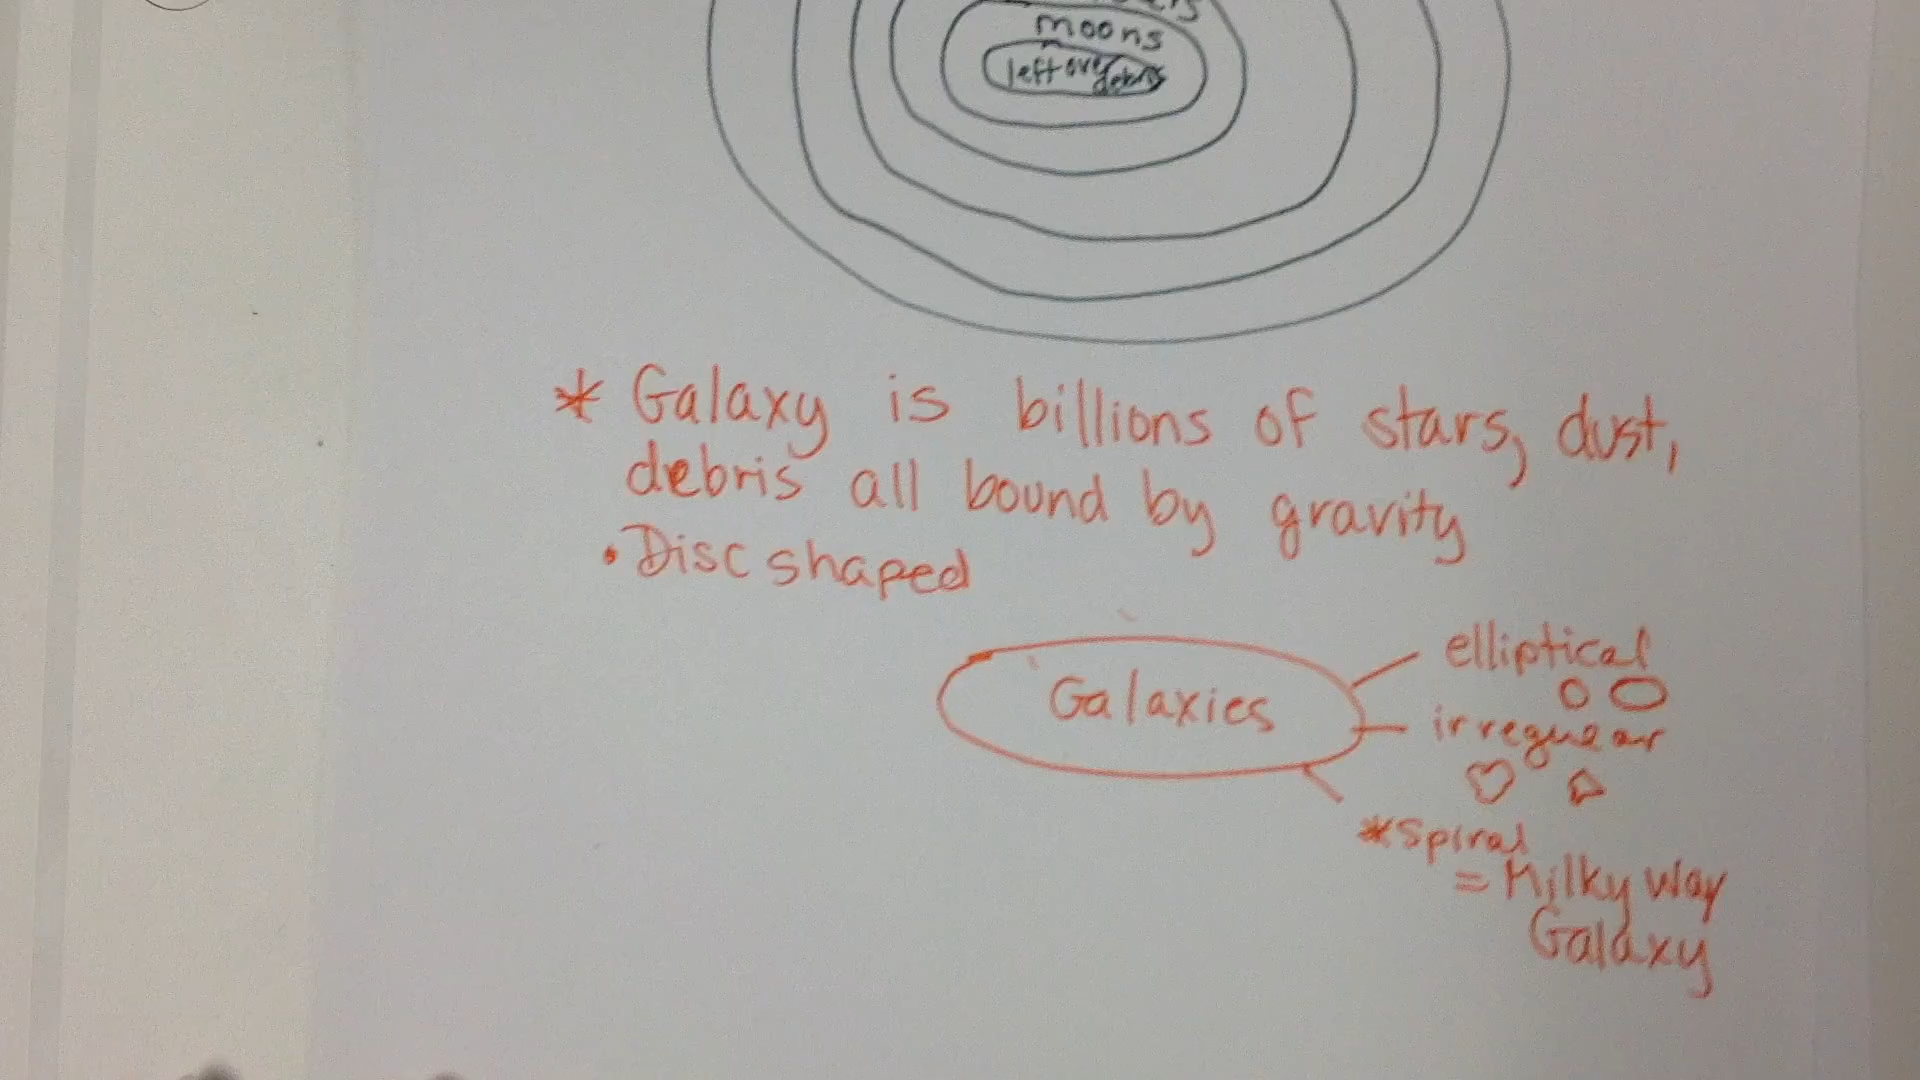 moons
left over
debris
* Galaxy is billions of stars, dust,
debris all bound by gravity
• Disc shaped
Galaxies
elliptical
irreguear
*Spiral
= Milky Way
Galaxy